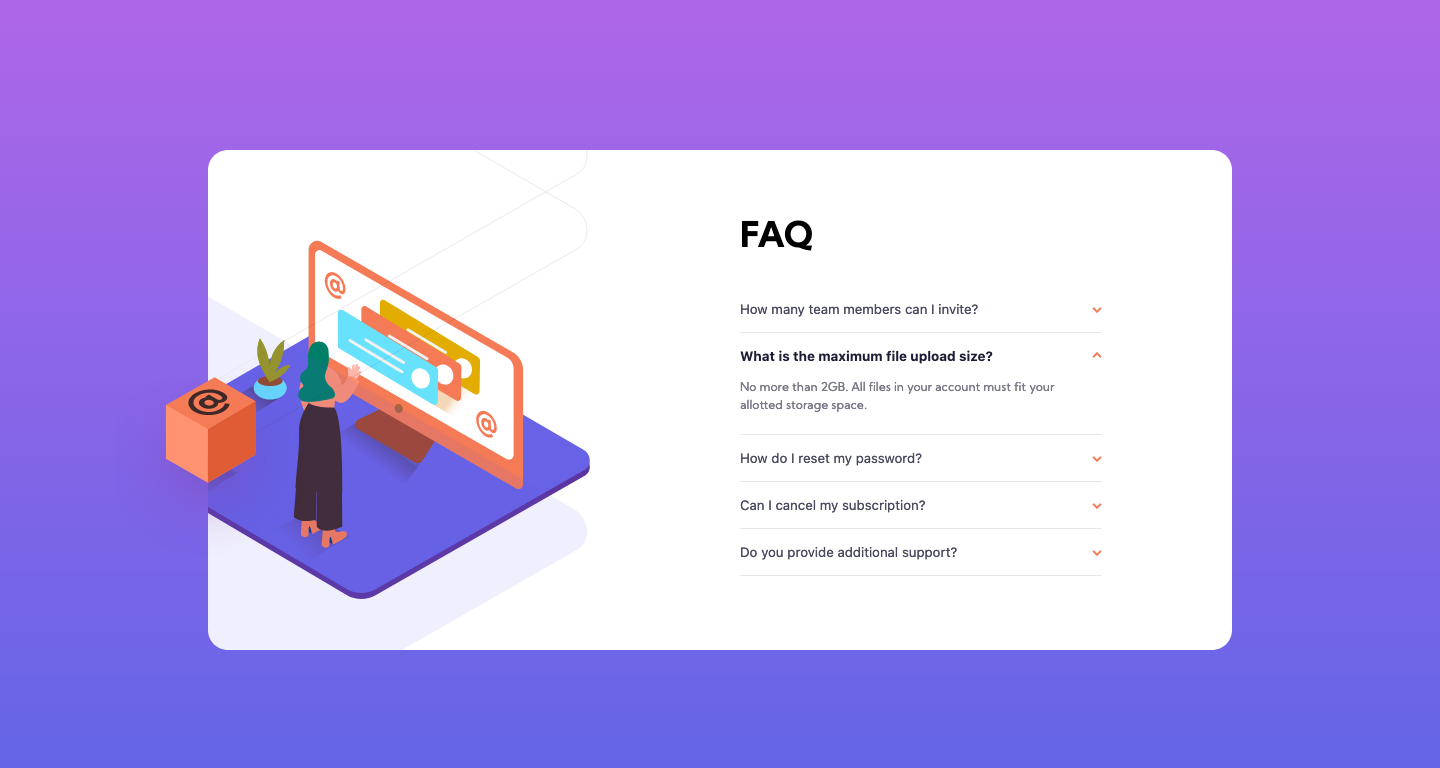 FAQ
How many team members can I invite?
What is the maximum file upload size?
No more than 2GB. All files in your account must fit your
allotted storage space.
How do I reset my password?
Can I cancel my subscription?
Do you provide additional support?
@
@
@